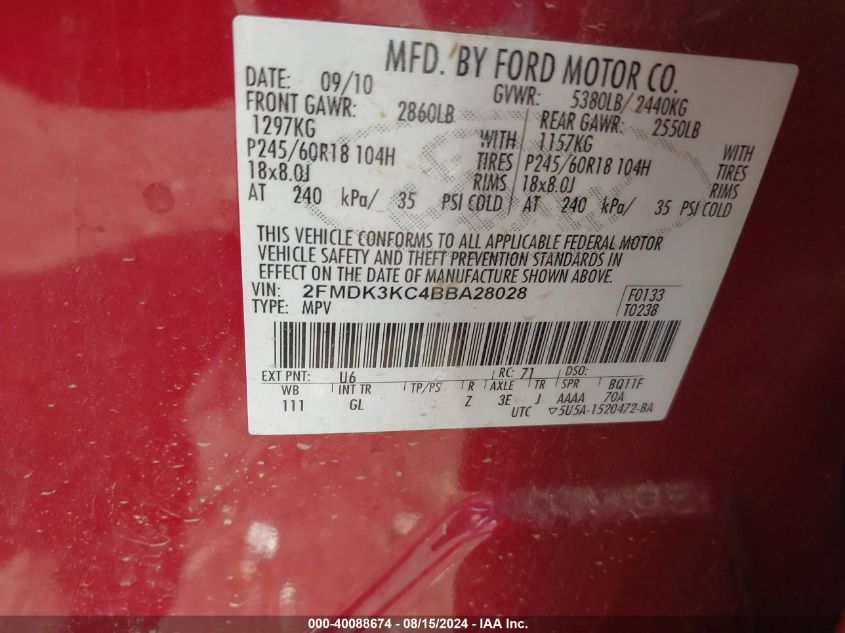 MFD. BY FORD MOTOR CO.
DATE: 09/10 GVWR: 5380LB/ 2440KG
FRONT GAWR: 2860LB REAR GAWR: 2550LB
1297KG WITH 1157KG WITH
P245/60R18 104H TIRES P245/60R18 104H TIRES
18x8.0J RIMS 18x8.0J RIMS
AT 240 kPa/ 35 PSI COLD AT 240 kPa/ 35 PSI COLD
THIS VEHICLE CONFORMS TO ALL APPLICABLE FEDERAL MOTOR
VEHICLE SAFETY AND THEFT PREVENTION STANDARDS IN
EFFECT ON THE DATE OF MANUFACTURE SHOWN ABOVE.
VIN: 2FMDK3KC4BBA28028 F0133
TYPE: MPV T0238
EXT PNT: U6 RC: 71 DSO:
WB INT TR TP/PS R AXLE TR SPR BQ11F
111 GL Z 3E J AAAA 70A
UTC ▽5U5A-1520472-BA
000-40088674 / 08/15/2024 / IAA Inc.